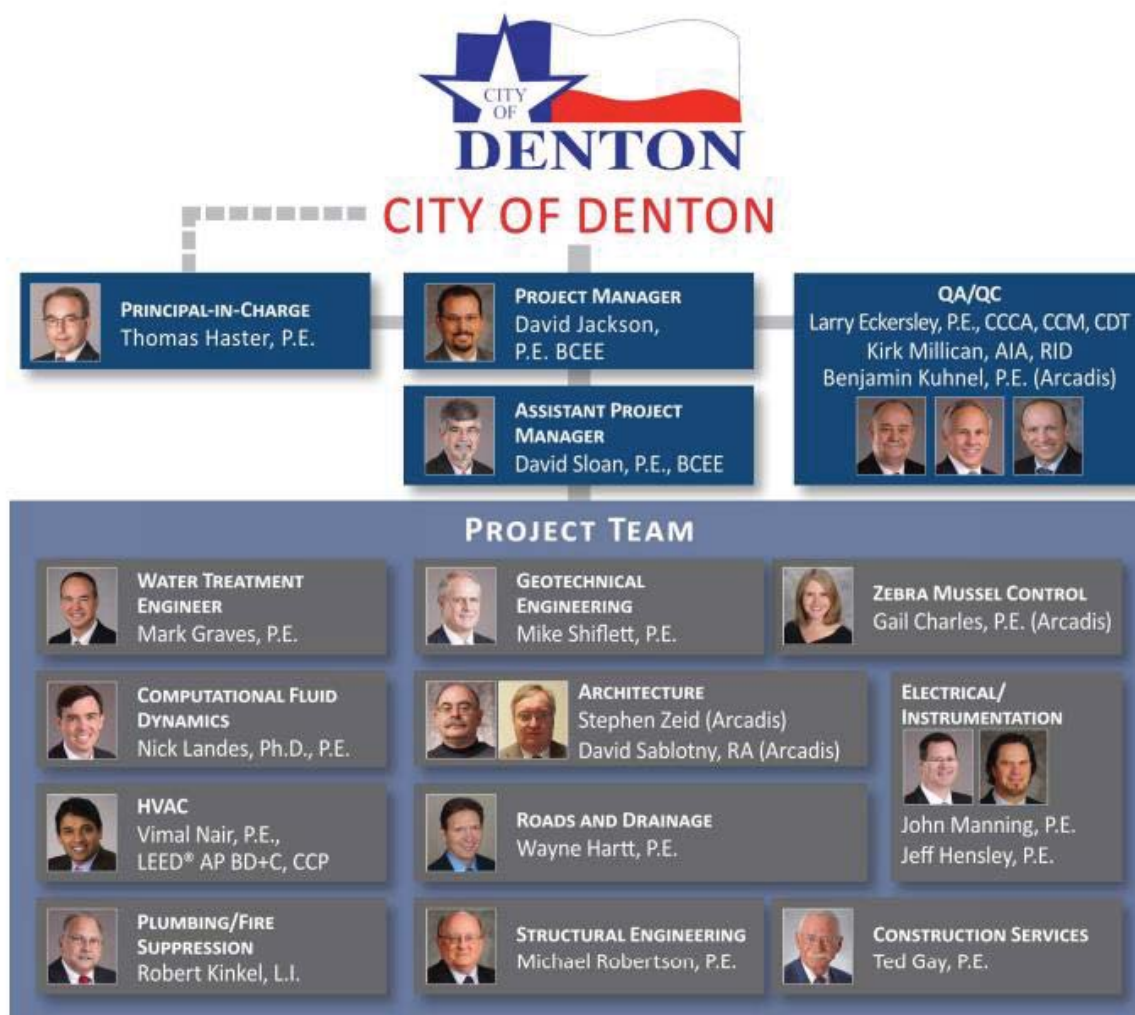 CITY
OF
DENTON
CITY OF DENTON
PRINCIPAL-IN-CHARGE
Thomas Haster, P.E.
PROJECT MANAGER
David Jackson,
P.E. BCEE
QA/QC
Larry Eckersley, P.E., CCCA, CCM, CDT
Kirk Millican, AIA, RID
Benjamin Kuhnel, P.E. (Arcadis)
ASSISTANT PROJECT
MANAGER
David Sloan, P.E., BCEE
PROJECT TEAM
WATER TREATMENT
ENGINEER
Mark Graves, P.E.
GEOTECHNICAL
ENGINEERING
Mike Shiflett, P.E.
ZEBRA MUSSEL CONTROL
Gail Charles, P.E. (Arcadis)
COMPUTATIONAL FLUID
DYNAMICS
Nick Landes, Ph.D., P.E.
ARCHITECTURE
Stephen Zeid (Arcadis)
David Sablotny, RA (Arcadis)
ELECTRICAL/
INSTRUMENTATION
John Manning, P.E.
Jeff Hensley, P.E.
HVAC
Vimal Nair, P.E.,
LEED® AP BD+C, CCP
ROADS AND DRAINAGE
Wayne Hartt, P.E.
PLUMBING/FIRE
SUPPRESSION
Robert Kinkel, L.I.
STRUCTURAL ENGINEERING
Michael Robertson, P.E.
CONSTRUCTION SERVICES
Ted Gay, P.E.